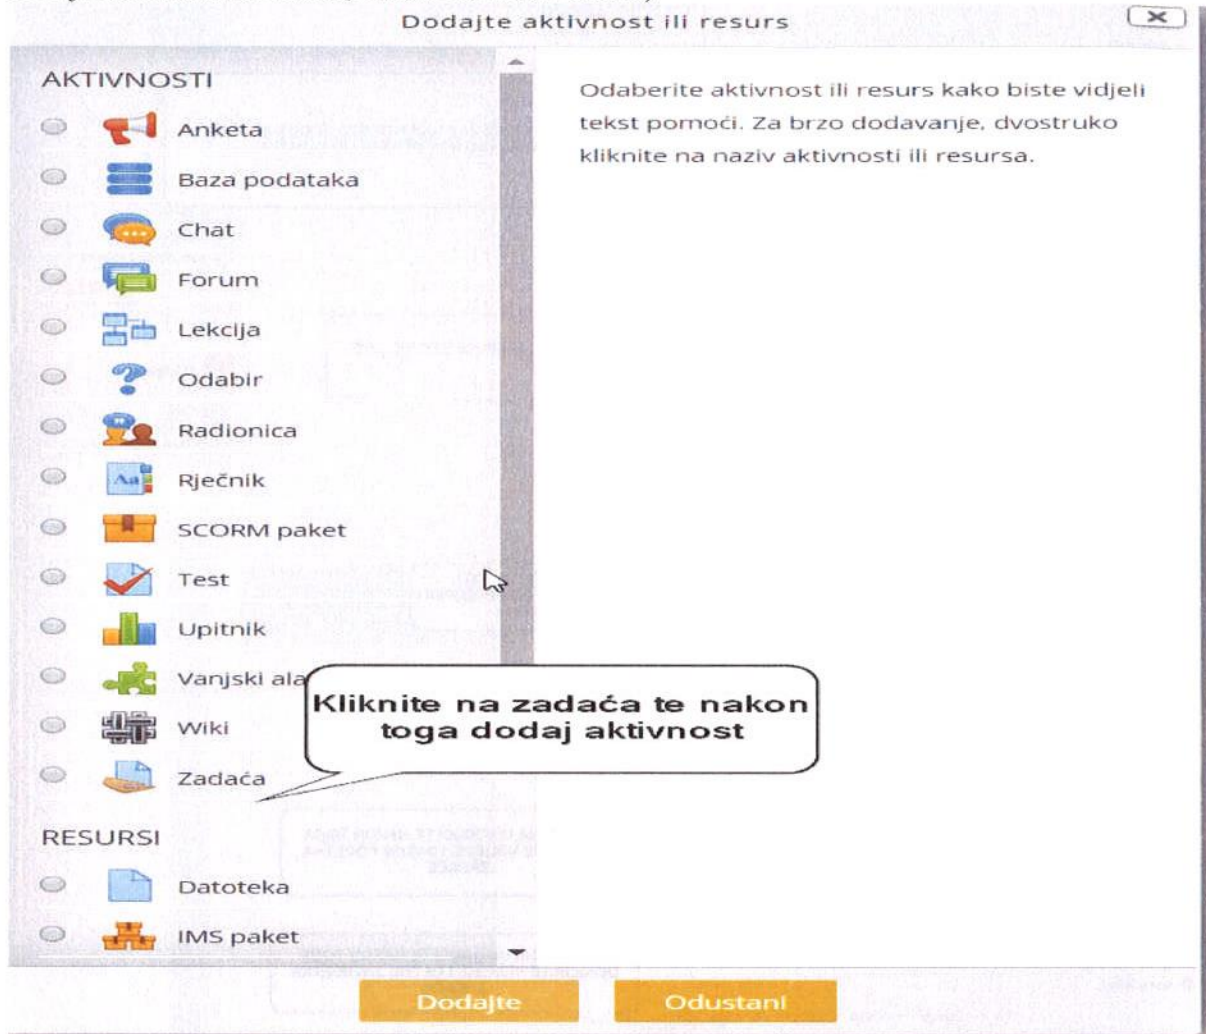 Dodajte aktivnost ili resurs
AKTIVNOSTI
Anketa
Baza podataka
Chat
Forum
Lekcija
Odabir
Radionica
Rječnik
SCORM paket
Test
Upitnik
Vanjski ala
Wiki
Zadaća
RESURSI
Datoteka
IMS paket
Odaberite aktivnost ili resurs kako biste vidjeli
tekst pomoći. Za brzo dodavanje, dvostruko
kliknite na naziv aktivnosti ili resursa.
Kliknite na zadaća te nakon
toga dodaj aktivnost
Dodajte
Odustani